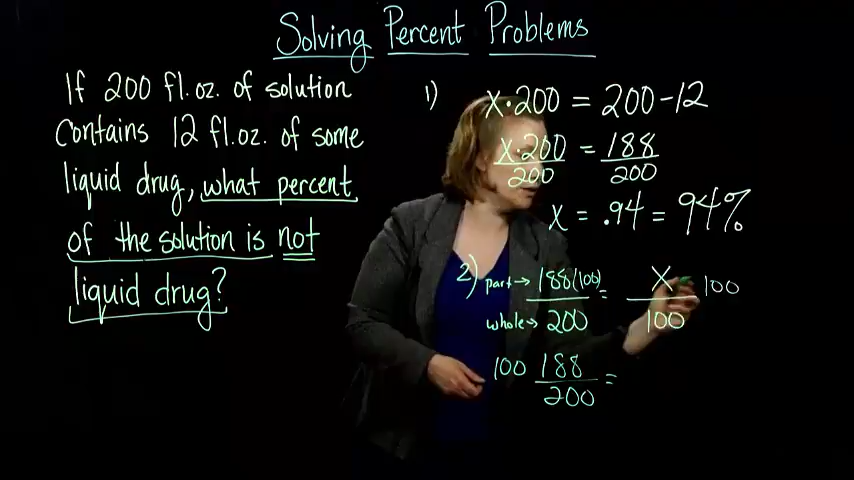 Solving Percent Problems
If 200 fl.oz. of solution
contains 12 fl.oz. of some
liquid drug, what percent
of the solution is not
liquid drug?
1) x·200 = 200-12
x·200/200 = 188/200
x = .94 = 94%
2) part→ 188(100) = x 100
whole→ 200 100
100 188/200 =